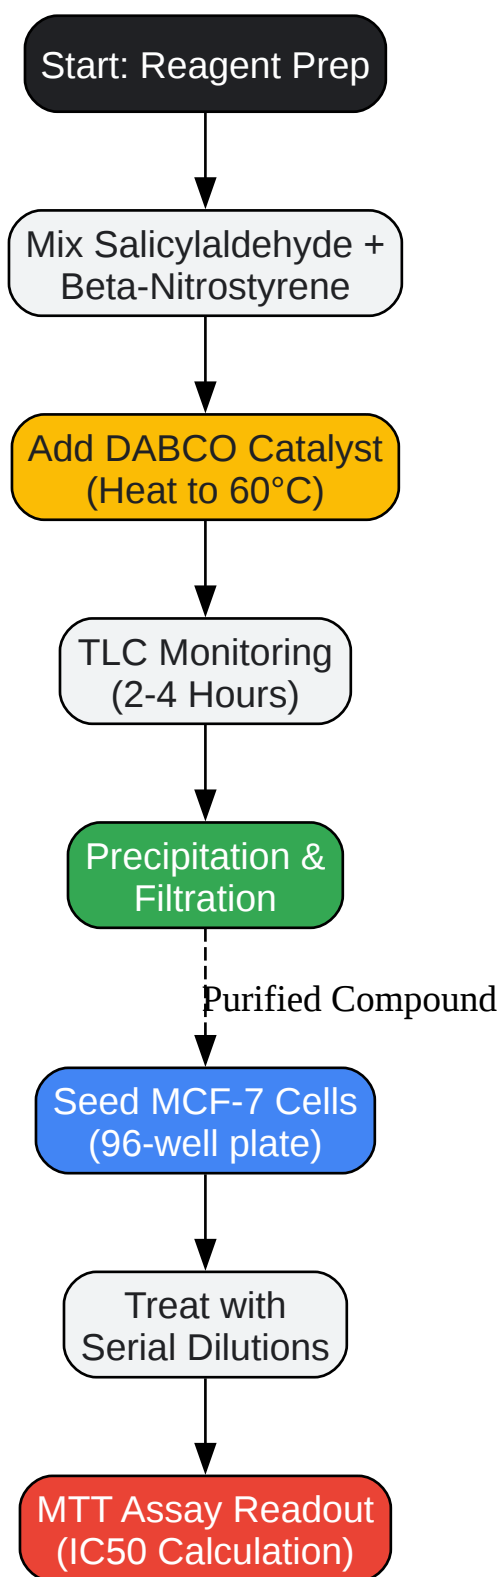 Start: Reagent Prep
Mix Salicylaldehyde +
Beta-Nitrostyrene
Add DABCO Catalyst
(Heat to 60°C)
TLC Monitoring
(2-4 Hours)
Precipitation &
Filtration
Purified Compound
Seed MCF-7 Cells
(96-well plate)
Treat with
Serial Dilutions
MTT Assay Readout
(IC50 Calculation)